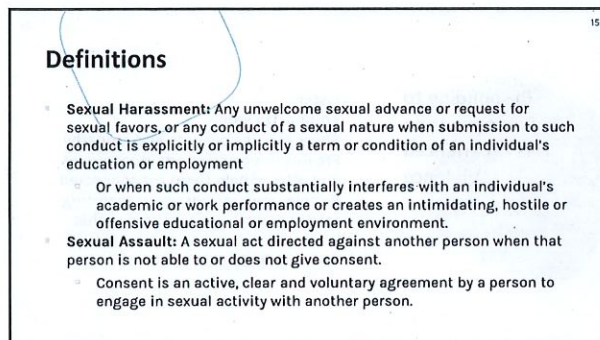 15
Definitions
Sexual Harassment: Any unwelcome sexual advance or request for
sexual favors, or any conduct of a sexual nature when submission to such
conduct is explicitly or implicitly a term or condition of an individual's
education or employment
Or when such conduct substantially interferes with an individual's
academic or work performance or creates an intimidating, hostile or
offensive educational or employment environment.
Sexual Assault: A sexual act directed against another person when that
person is not able to or does not give consent.
Consent is an active, clear and voluntary agreement by a person to
engage in sexual activity with another person.